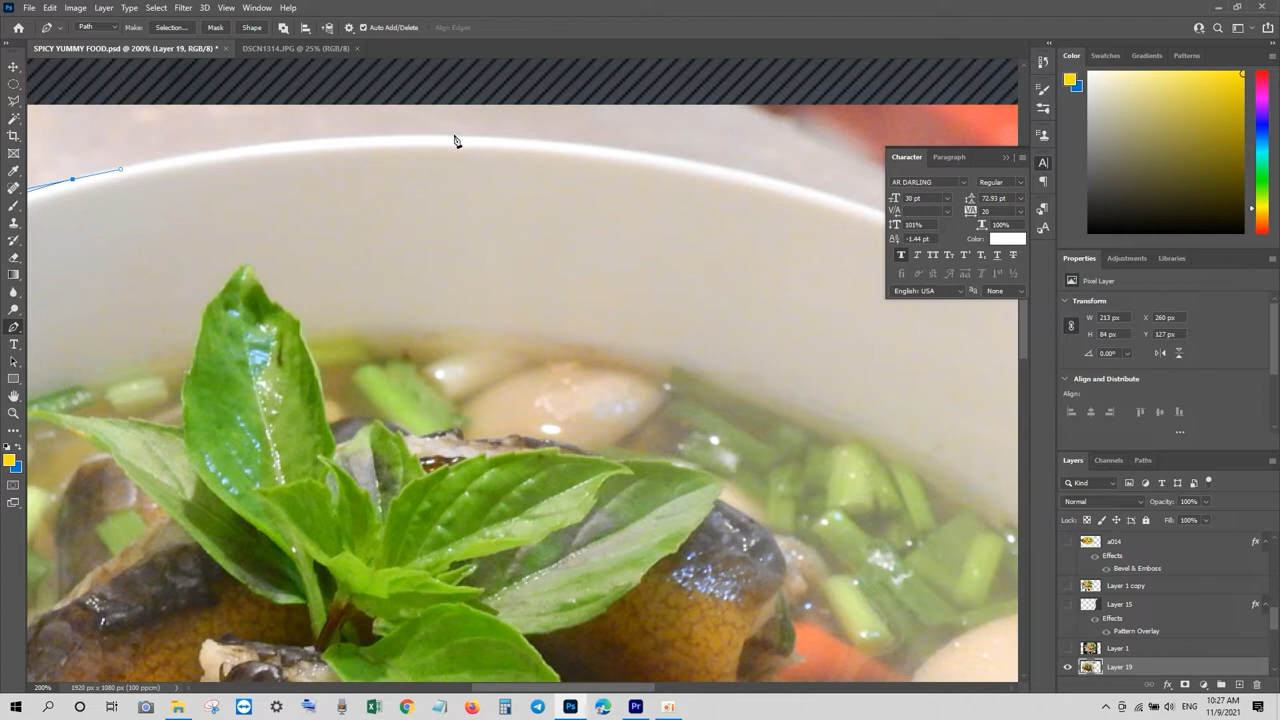 File Edit Image Layer Type Select Filter 3D View Window Help
Path Make: Selection... Mask Shape Auto Add/Delete Align Edges
SPICY YUMMY FOOD.psd @ 200% (Layer 19, RGB/8) * DSCN1314.JPG @ 25% (RGB/8)
Color Swatches Gradients Patterns
Character Paragraph
AR DARLING Regular
30 pt 72.93 pt
20
101% 100%
-1.44 pt Color:
English: USA None
Properties Adjustments Libraries
Pixel Layer
Transform
W 213 px X 260 px
H 84 px Y 127 px
0.00°
Align and Distribute
Align:
Layers Channels Paths
Kind
Normal Opacity: 100%
Lock: Fill: 100%
a014 fx
Effects
Bevel & Emboss
Layer 1 copy
Layer 15 fx
Effects
Pattern Overlay
Layer 1
Layer 19
200% 1920 px x 1080 px (100 ppcm)
ENG 10:27 AM
11/9/2021